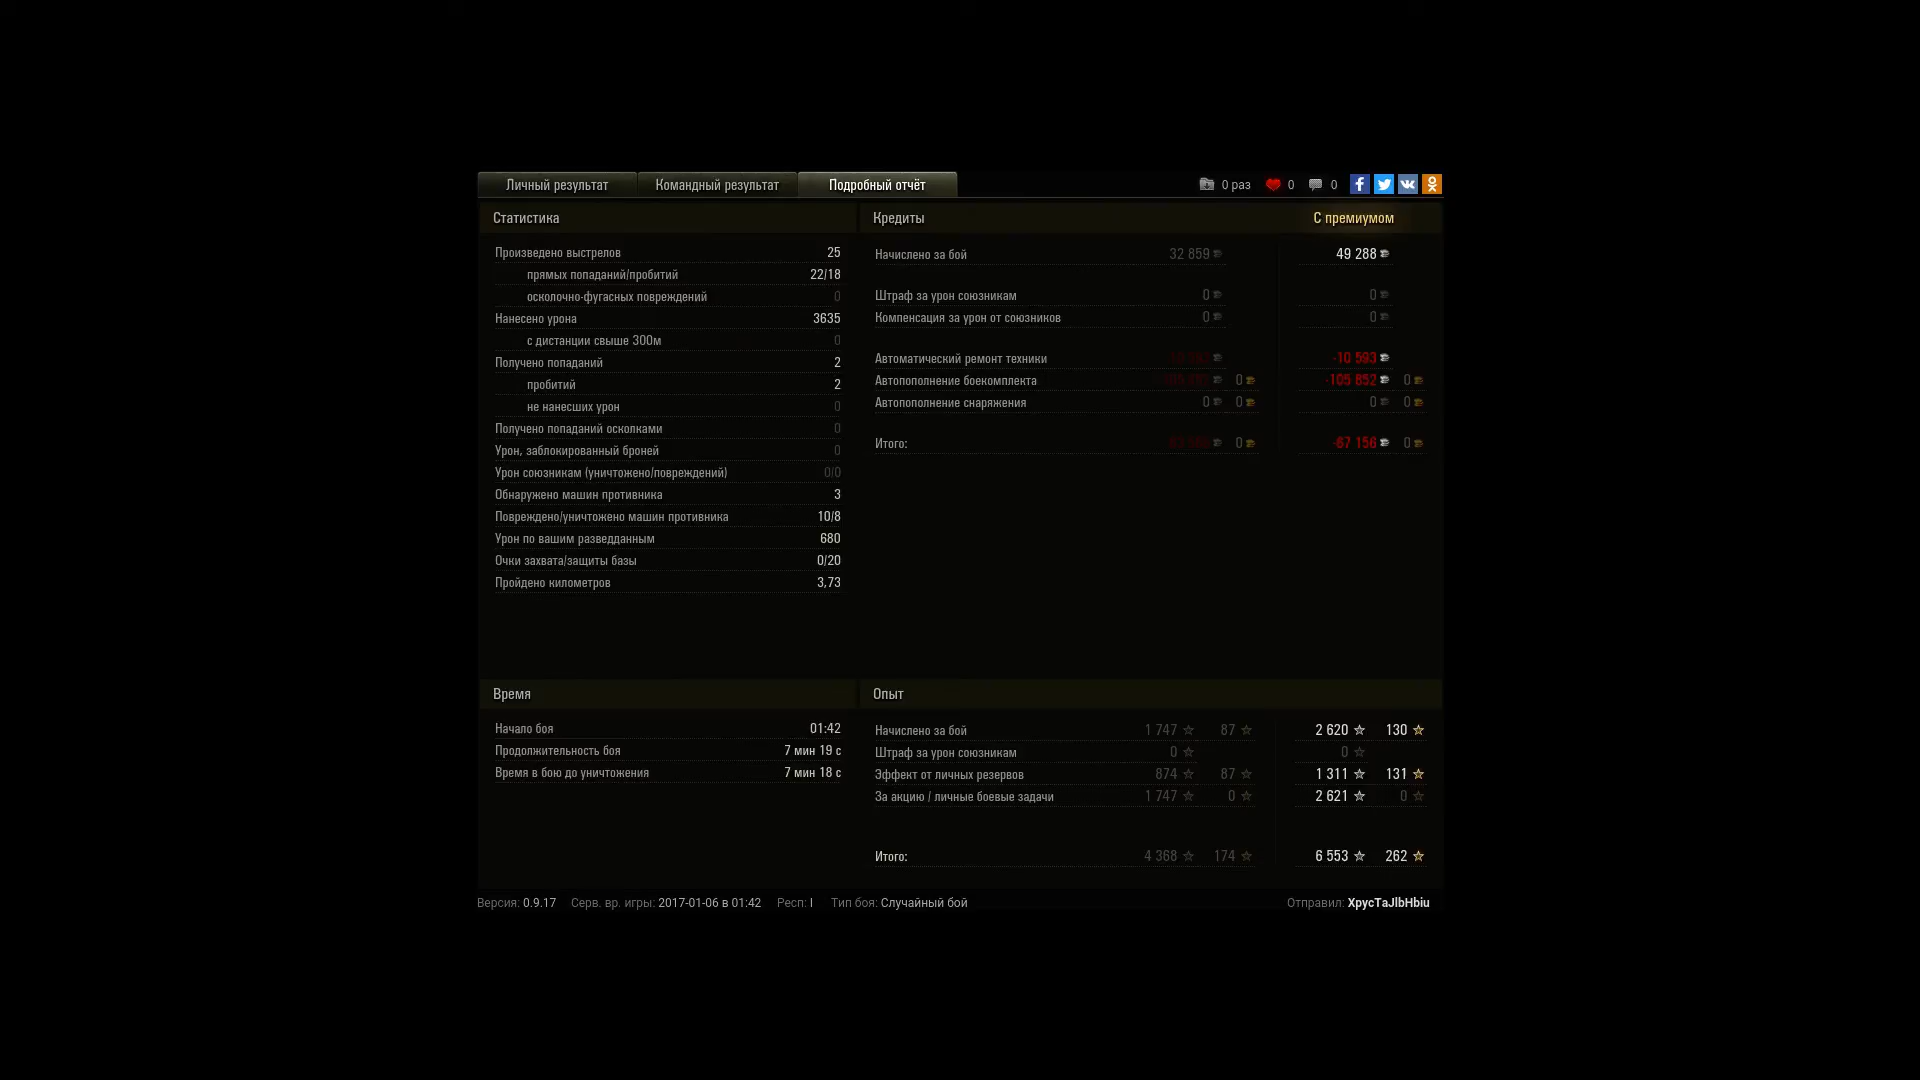 Личный результат Командный результат Подробный отчёт 0 раз 0 0
Статистика
Произведено выстрелов 25
прямых попаданий/пробитий 22/18
осколочно-фугасных повреждений 0
Нанесено урона 3635
с дистанции свыше 300м 0
Получено попаданий 2
пробитий 2
не нанесших урон 0
Получено попаданий осколками 0
Урон, заблокированный броней 0
Урон союзникам (уничтожено/повреждений) 0/0
Обнаружено машин противника 3
Повреждено/уничтожено машин противника 10/8
Урон по вашим разведданным 680
Очки захвата/защиты базы 0/20
Пройдено километров 3,73
Кредиты С премиумом
Начислено за бой 32 859 49 288
Штраф за урон союзникам 0 0
Компенсация за урон от союзников 0 0
Автоматический ремонт техники -10 593
Автопополнение боекомплекта 0 -105 852 0
Автопополнение снаряжения 0 0 0 0
Итого: 0 -67 156 0
Время
Начало боя 01:42
Продолжительность боя 7 мин 19 с
Время в бою до уничтожения 7 мин 18 с
Опыт
Начислено за бой 1 747 87 2 620 130
Штраф за урон союзникам 0 0
Эффект от личных резервов 874 87 1 311 131
За акцию / личные боевые задачи 1 747 0 2 621 0
Итого: 4 368 174 6 553 262
Версия: 0.9.17 Серв. вр. игры: 2017-01-06 в 01:42 Респ: I Тип боя: Случайный бой Отправил: XpycTaJlbHbiu